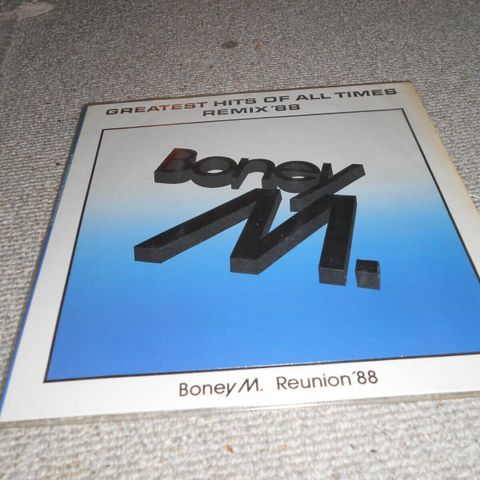 GREATEST HITS OF ALL TIMES
REMIX '88
Boney
M.
Boney M. Reunion '88